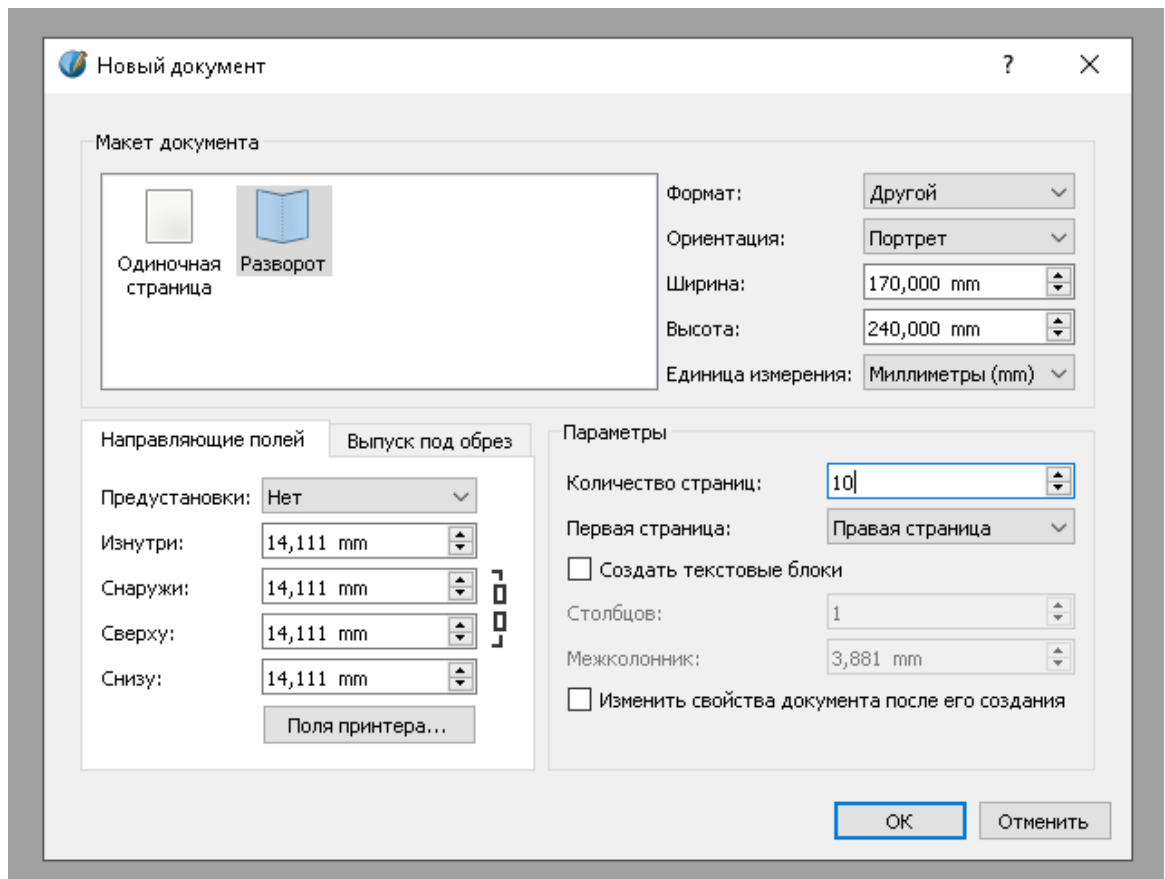 Новый документ
?
Макет документа
Одиночная
страница
Разворот
Формат: Другой
Ориентация: Портрет
Ширина: 170,000 mm
Высота: 240,000 mm
Единица измерения: Миллиметры (mm)
Направляющие полей
Выпуск под обрез
Предустановки: Нет
Изнутри: 14,111 mm
Снаружи: 14,111 mm
Сверху: 14,111 mm
Снизу: 14,111 mm
Поля принтера...
Параметры
Количество страниц: 10
Первая страница: Правая страница
Создать текстовые блоки
Столбцов: 1
Межколонник: 3,881 mm
Изменить свойства документа после его создания
OK
Отменить